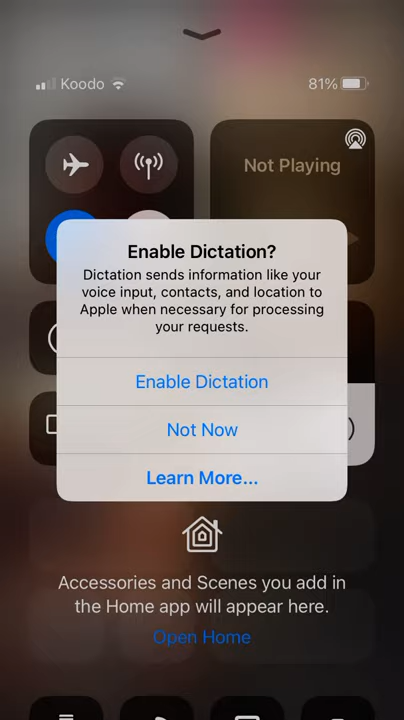 Koodo
81%
Not Playing
Enable Dictation?
Dictation sends information like your
voice input, contacts, and location to
Apple when necessary for processing
your requests.
Enable Dictation
Not Now
Learn More...
Accessories and Scenes you add in
the Home app will appear here.
Open Home